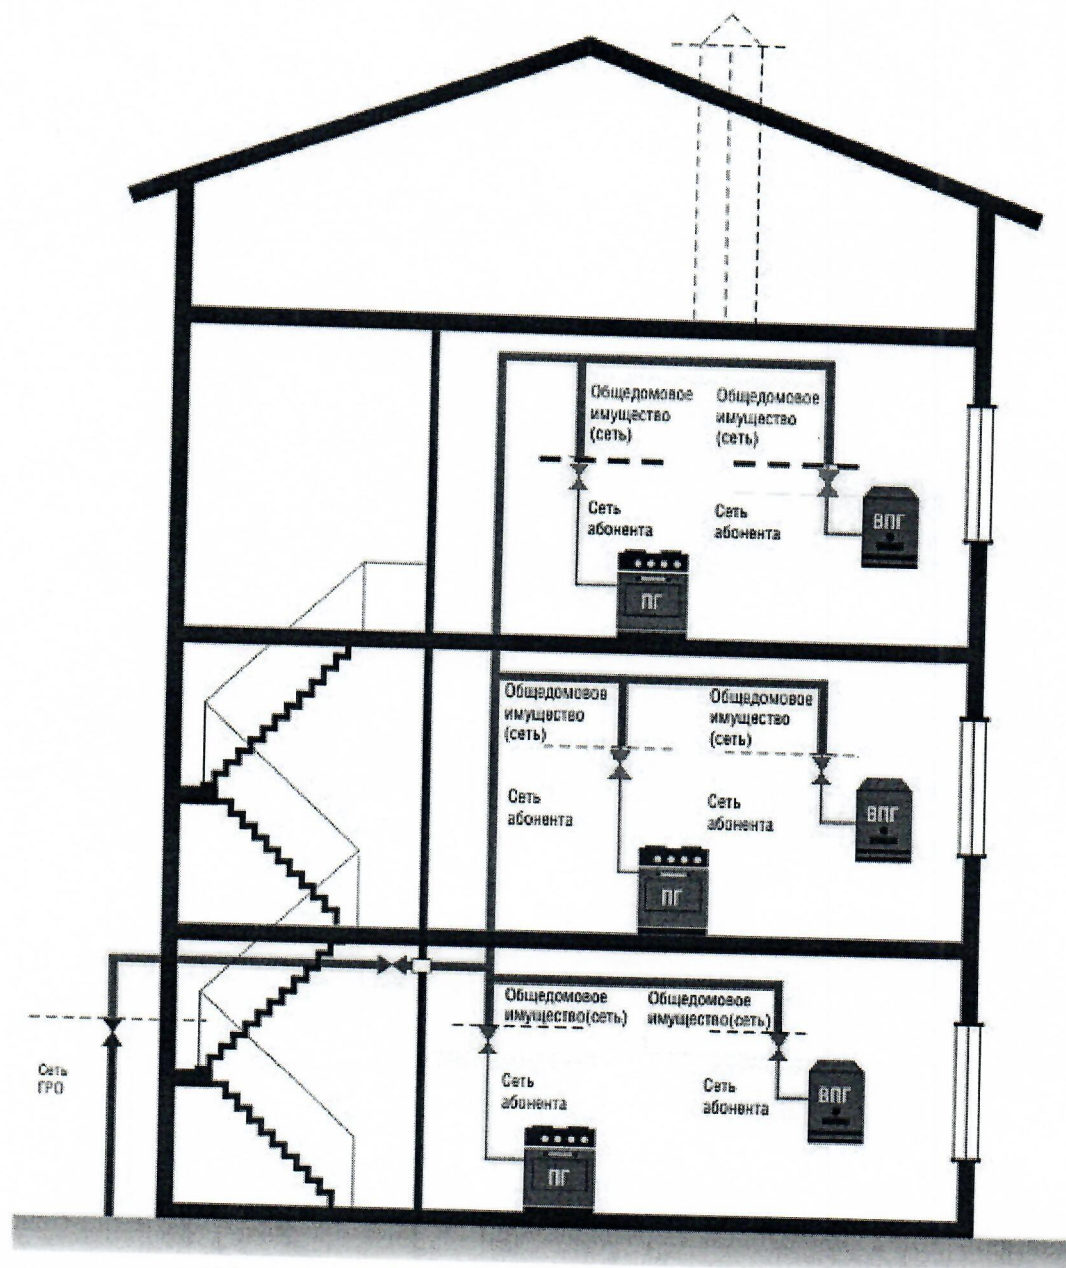 Общедомовое
имущество
(сеть)
Общедомовое
имущество
(сеть)
Сеть
абонента
Сеть
абонента
ВПГ
ПГ
Общедомовое
имущество
(сеть)
Общедомовое
имущество
(сеть)
Сеть
абонента
Сеть
абонента
ВПГ
ПГ
Общедомовое
имущество(сеть)
Общедомовое
имущество(сеть)
Сеть
ГРО
Сеть
абонента
Сеть
абонента
ВПГ
ПГ